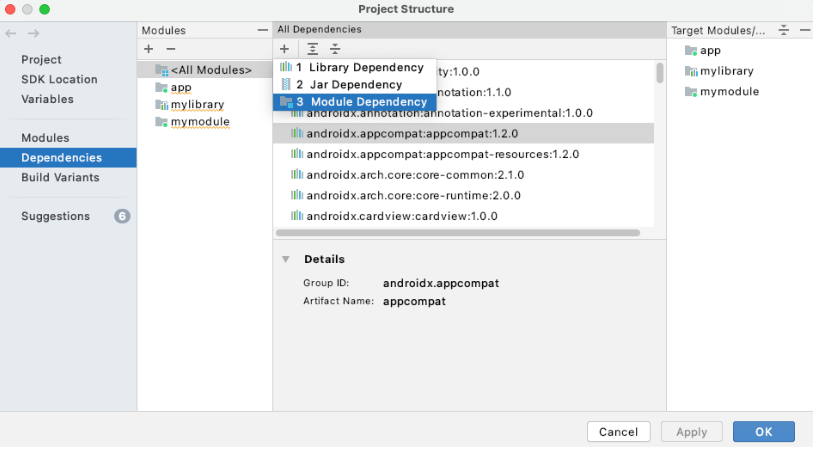 Project Structure
Project
SDK Location
Variables
Modules
Dependencies
Build Variants
Suggestions
6
Modules
<All Modules>
app
mylibrary
mymodule
All Dependencies
1 Library Dependency
2 Jar Dependency
3 Module Dependency
ty:1.0.0
notation:1.1.0
androidx.annotation:annotation-experimental:1.0.0
androidx.appcompat:appcompat:1.2.0
androidx.appcompat:appcompat-resources:1.2.0
androidx.arch.core:core-common:2.1.0
androidx.arch.core:core-runtime:2.0.0
androidx.cardview:cardview:1.0.0
Details
Group ID: androidx.appcompat
Artifact Name: appcompat
Target Modules/...
app
mylibrary
mymodule
Cancel
Apply
OK